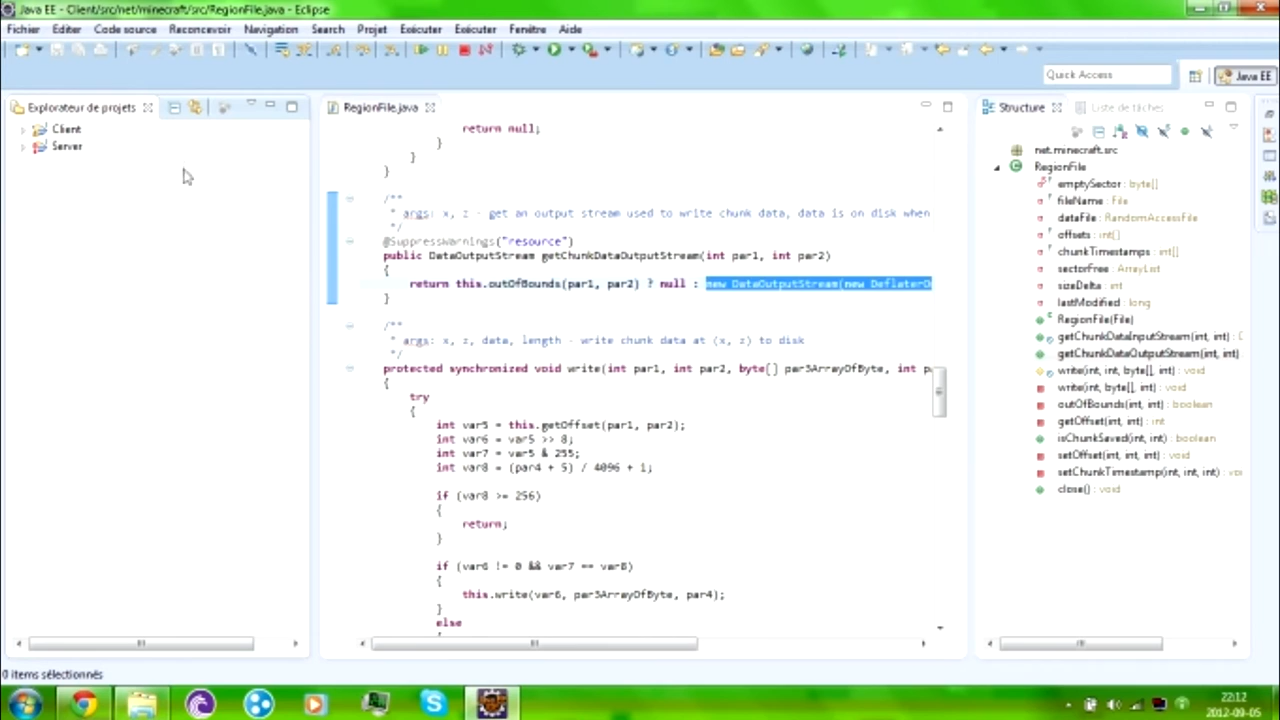 Java EE - Client/src/net/minecraft/src/RegionFile.java - Eclipse
Fichier Editer Code source Refactor Navigation Search Projet Exécuter Exécuter Fenêtre Aide
Quick Access
Java EE
Explorateur de projets
RegionFile.java
Structure
Liste de tâches
Client
Server
return null;
}
}
}
/**
* args: x, z - get an output stream used to write chunk data, data is on disk when
*/
@SuppressWarnings("resource")
public DataOutputStream getChunkDataOutputStream(int par1, int par2)
{
return this.outOfBounds(par1, par2) ? null : new DataOutputStream(new DeflaterO
}
/**
* args: x, z, data, length - write chunk data at (x, z) to disk
*/
protected synchronized void write(int par1, int par2, byte[] par3ArrayOfByte, int p
{
try
{
int var5 = this.getOffset(par1, par2);
int var6 = var5 >> 8;
int var7 = var5 & 255;
int var8 = (par4 + 5) / 4096 + 1;
if (var8 >= 256)
{
return;
}
if (var6 != 0 && var7 == var8)
{
this.write(var6, par3ArrayOfByte, par4);
}
else
net.minecraft.src
RegionFile
emptySector : byte[]
fileName : File
dataFile : RandomAccessFile
offsets : int[]
chunkTimestamps : int[]
sectorFree : ArrayList
sizeDelta : int
lastModified : long
RegionFile(File)
getChunkDataInputStream(int, int) :
getChunkDataOutputStream(int, int)
write(int, int, byte[], int) : void
write(int, byte[], int) : void
outOfBounds(int, int) : boolean
getOffset(int, int) : int
isChunkSaved(int, int) : boolean
setOffset(int, int, int) : void
setChunkTimestamp(int, int, int) : vo
close() : void
0 items sélectionnés
22:12
2012-09-05